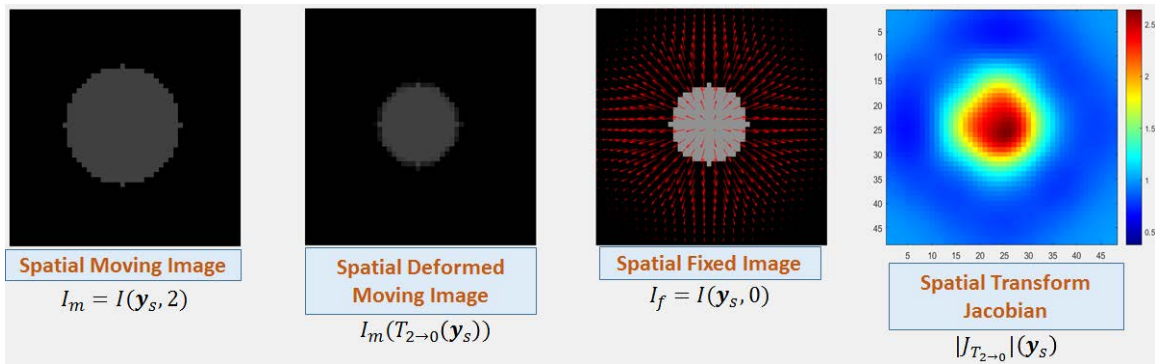 Spatial Moving Image
I_m = I(y_s, 2)
Spatial Deformed
Moving Image
I_m(T_{2→0}(y_s))
Spatial Fixed Image
I_f = I(y_s, 0)
5
10
15
20
25
30
35
40
45
5 10 15 20 25 30 35 40 45
2.5
2
1.5
1
0.5
Spatial Transform
Jacobian
|J_{T_{2→0}}|(y_s)